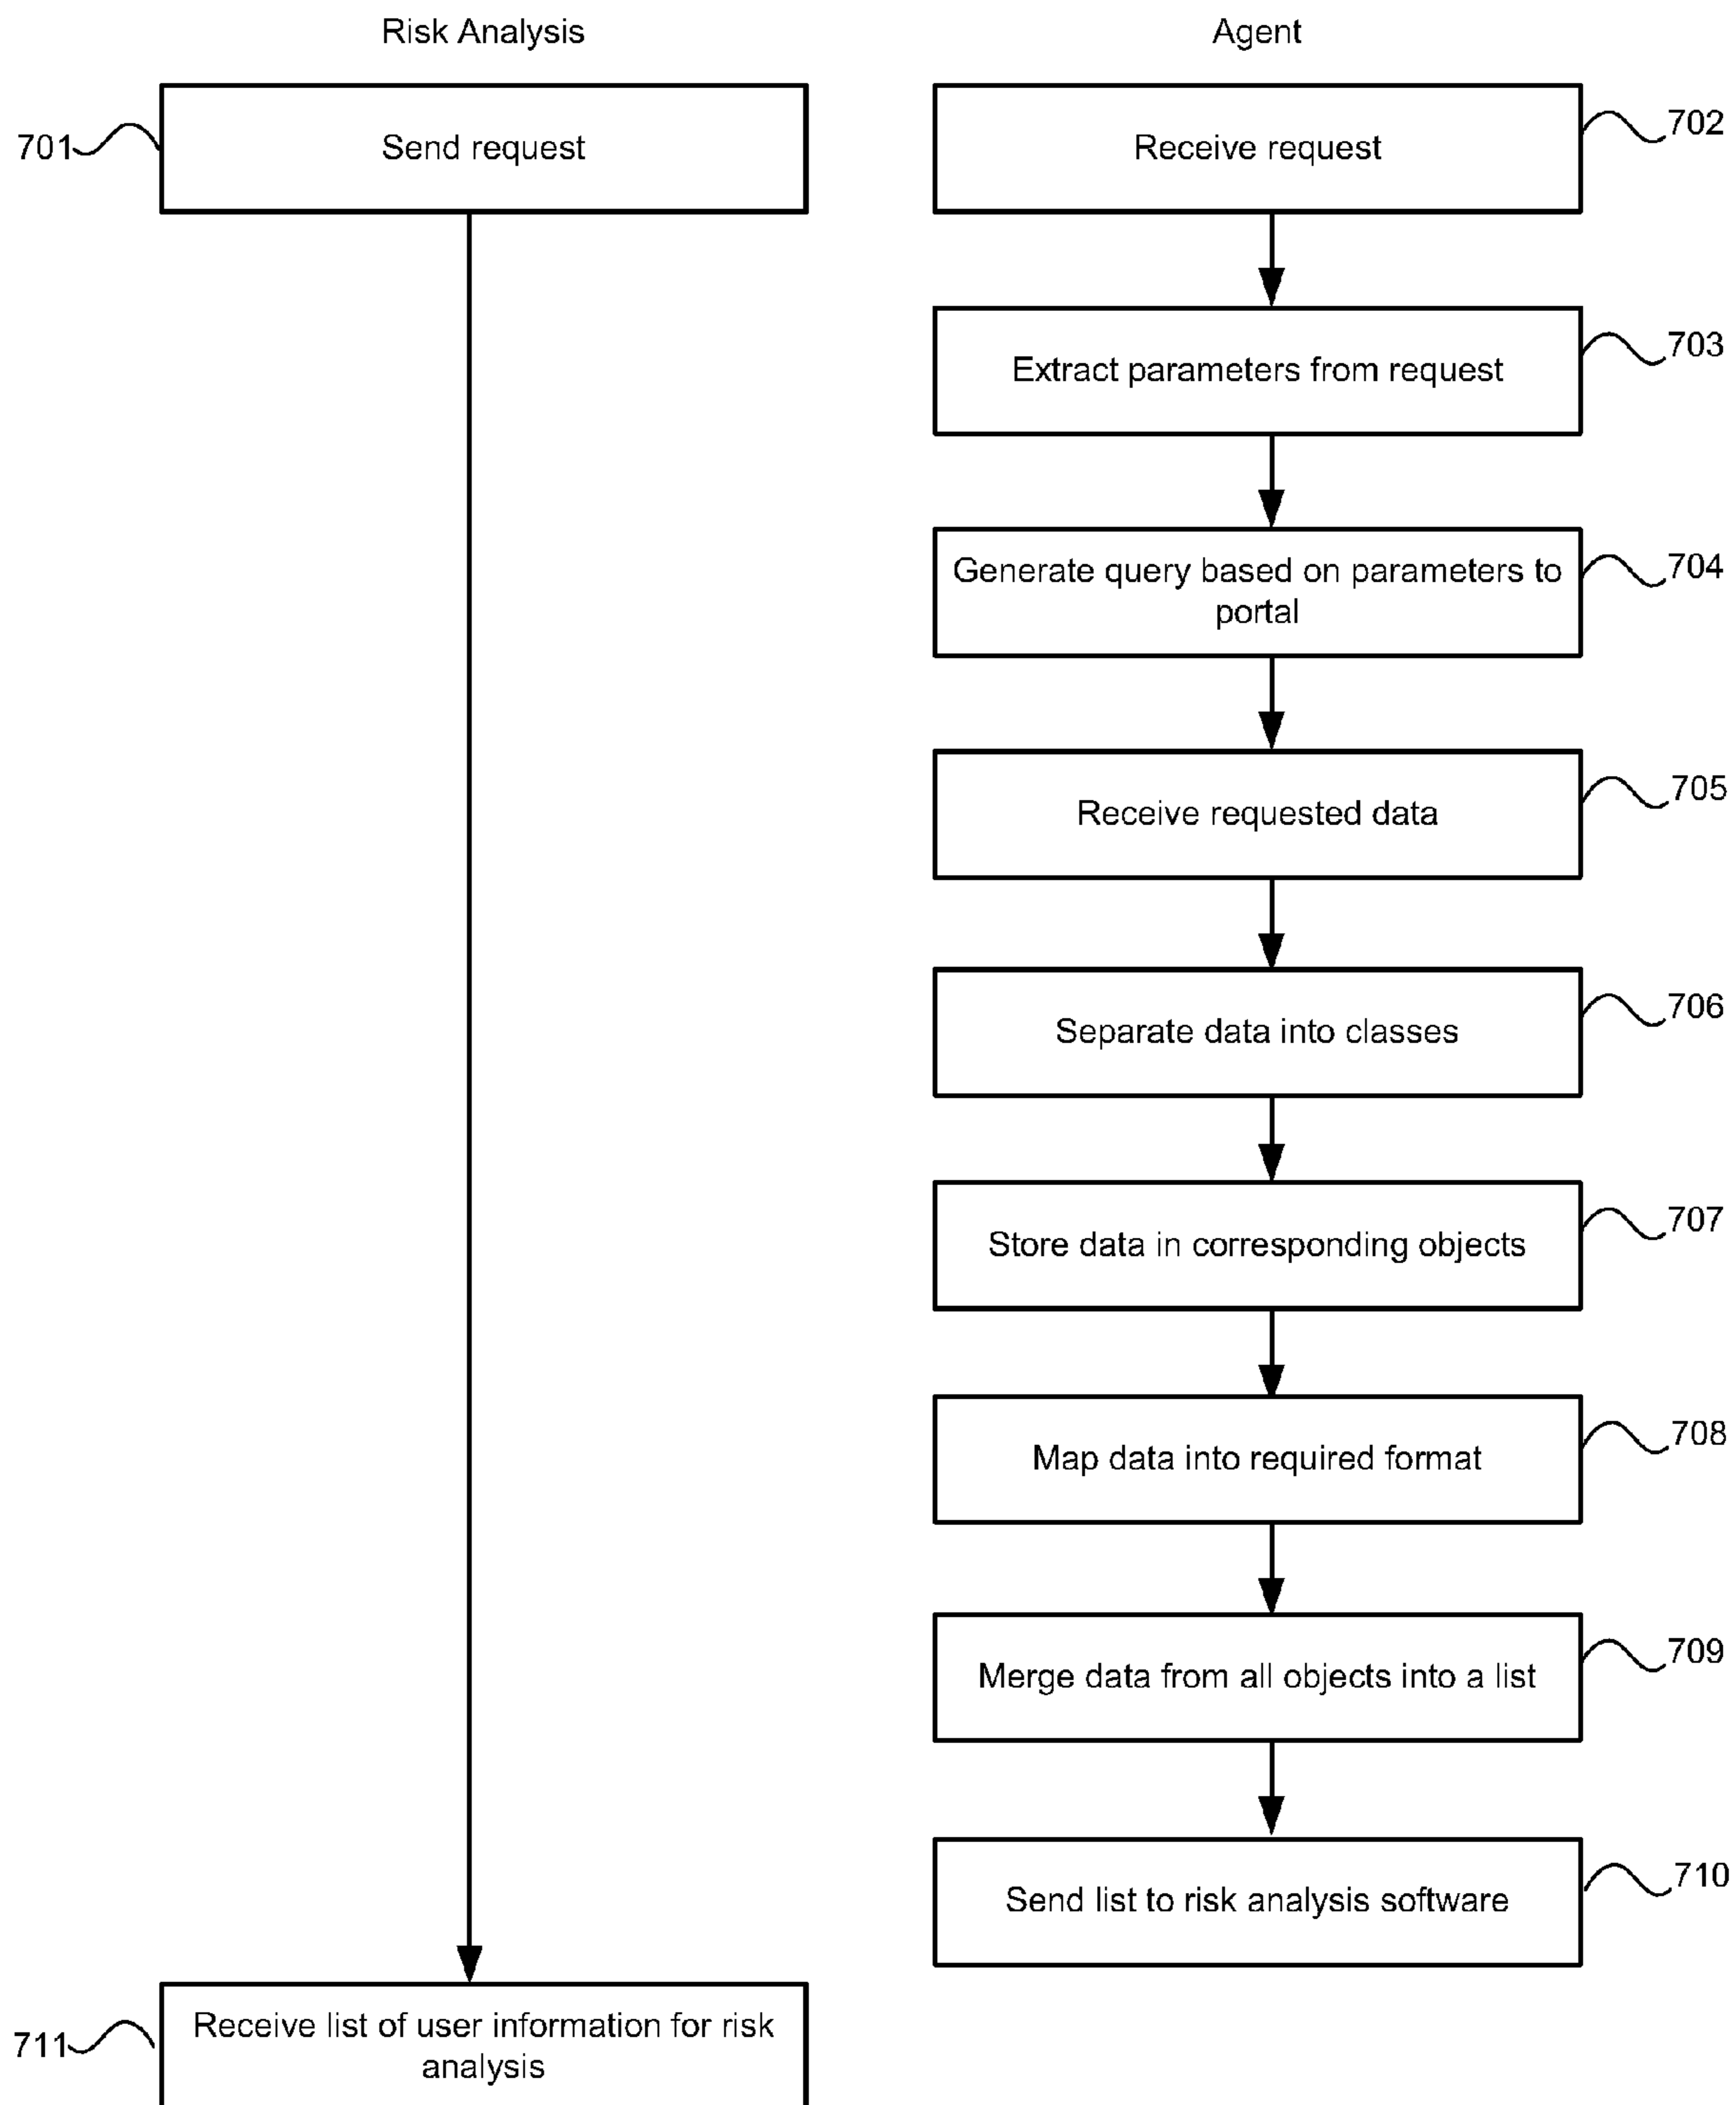 Risk Analysis
Agent
701
Send request
Receive request
702
Extract parameters from request
703
Generate query based on parameters to
portal
704
Receive requested data
705
Separate data into classes
706
Store data in corresponding objects
707
Map data into required format
708
Merge data from all objects into a list
709
Send list to risk analysis software
710
711
Receive list of user information for risk
analysis